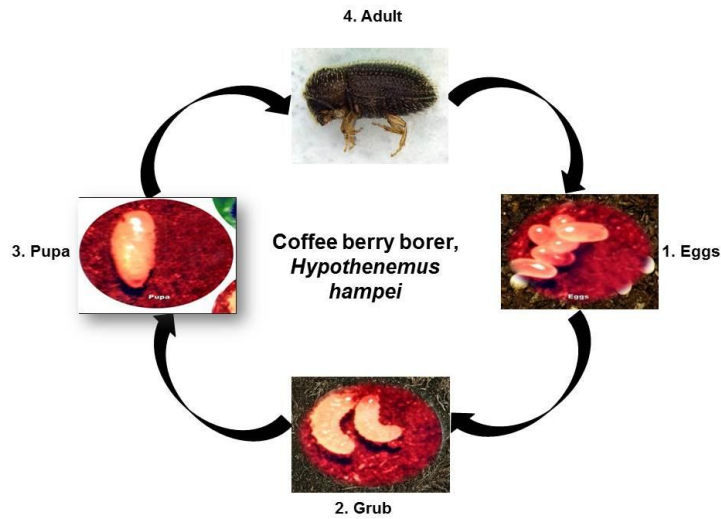 4. Adult
3. Pupa
Pupa
Coffee berry borer,
Hypothenemus
hampei
1. Eggs
Eggs
2. Grub